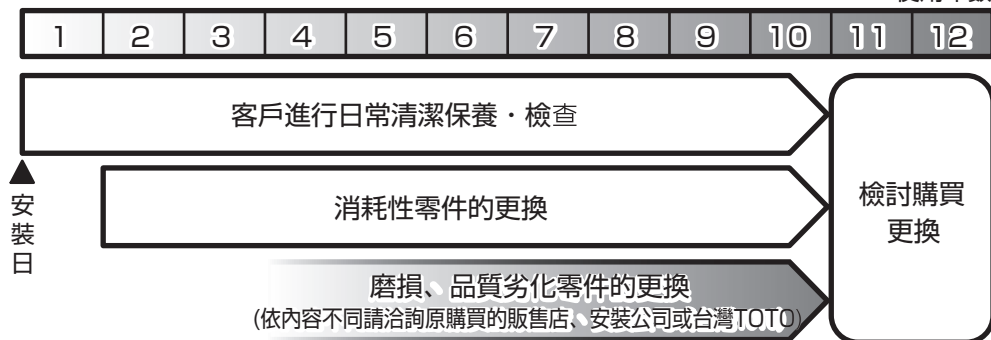 1 2 3 4 5 6 7 8 9 10 11 12
客戶進行日常清潔保養・檢查
安裝日
消耗性零件的更換
檢討購買
更換
磨損、品質劣化零件的更換
(依內容不同請洽詢原購買的販售店、安裝公司或台灣TOTO)